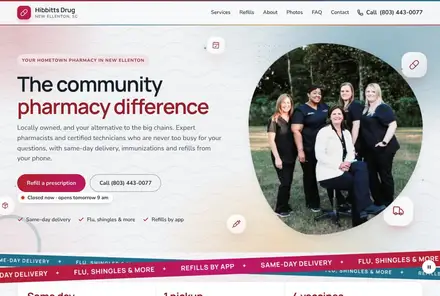 Hibbitts Drug
NEW ELLENTON, SC
Services Refills About Photos FAQ Contact Call (803) 443-0077
YOUR HOMETOWN PHARMACY IN NEW ELLENTON
The community
pharmacy difference
Locally owned, and your alternative to the big chains. Expert
pharmacists and certified technicians who are never too busy for your
questions, with same-day delivery, immunizations and refills from
your phone.
Refill a prescription Call (803) 443-0077
Closed now · opens tomorrow 9 am
Same-day delivery Flu, shingles & more Refills by app
DAY DELIVERY FLU, SHINGLES & MORE REFILLS BY APP SAME-DAY DELIVERY FLU, SHINGLES & MORE
Same day 1 pickup 4 vaccines